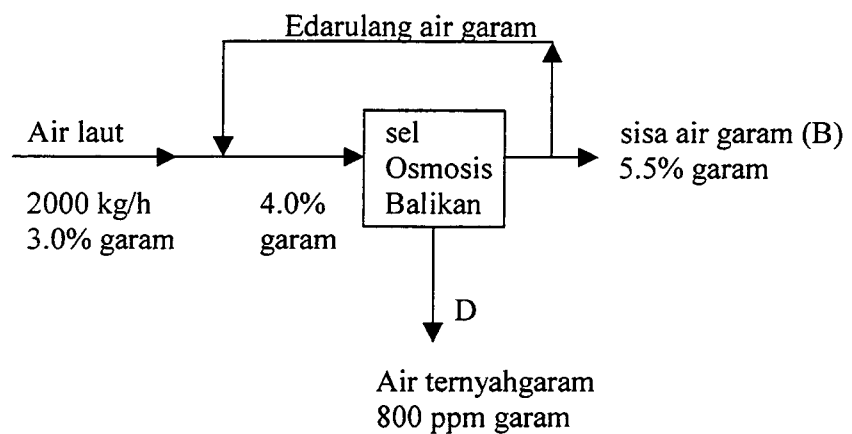 Edarulang air garam
Air laut
sel
Osmosis
Balikan
sisa air garam (B)
5.5% garam
2000 kg/h
3.0% garam
4.0%
garam
D
Air ternyahgaram
800 ppm garam